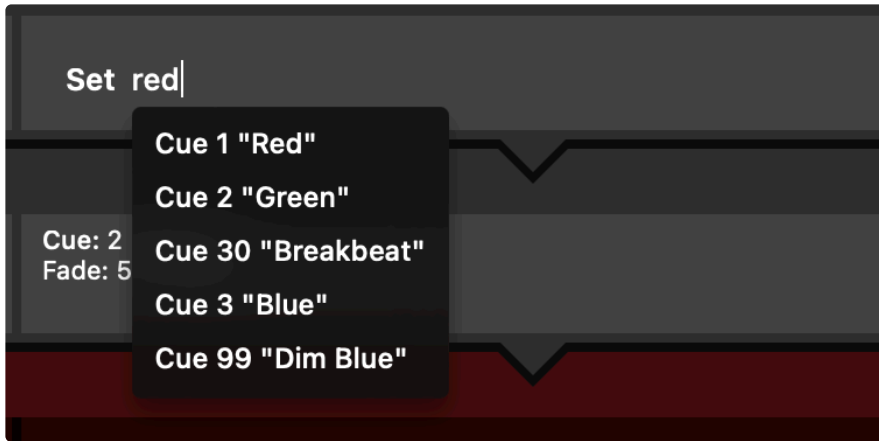 Set red
Cue 1 "Red"
Cue 2 "Green"
Cue 30 "Breakbeat"
Cue 3 "Blue"
Cue 99 "Dim Blue"
Cue: 2
Fade: 5